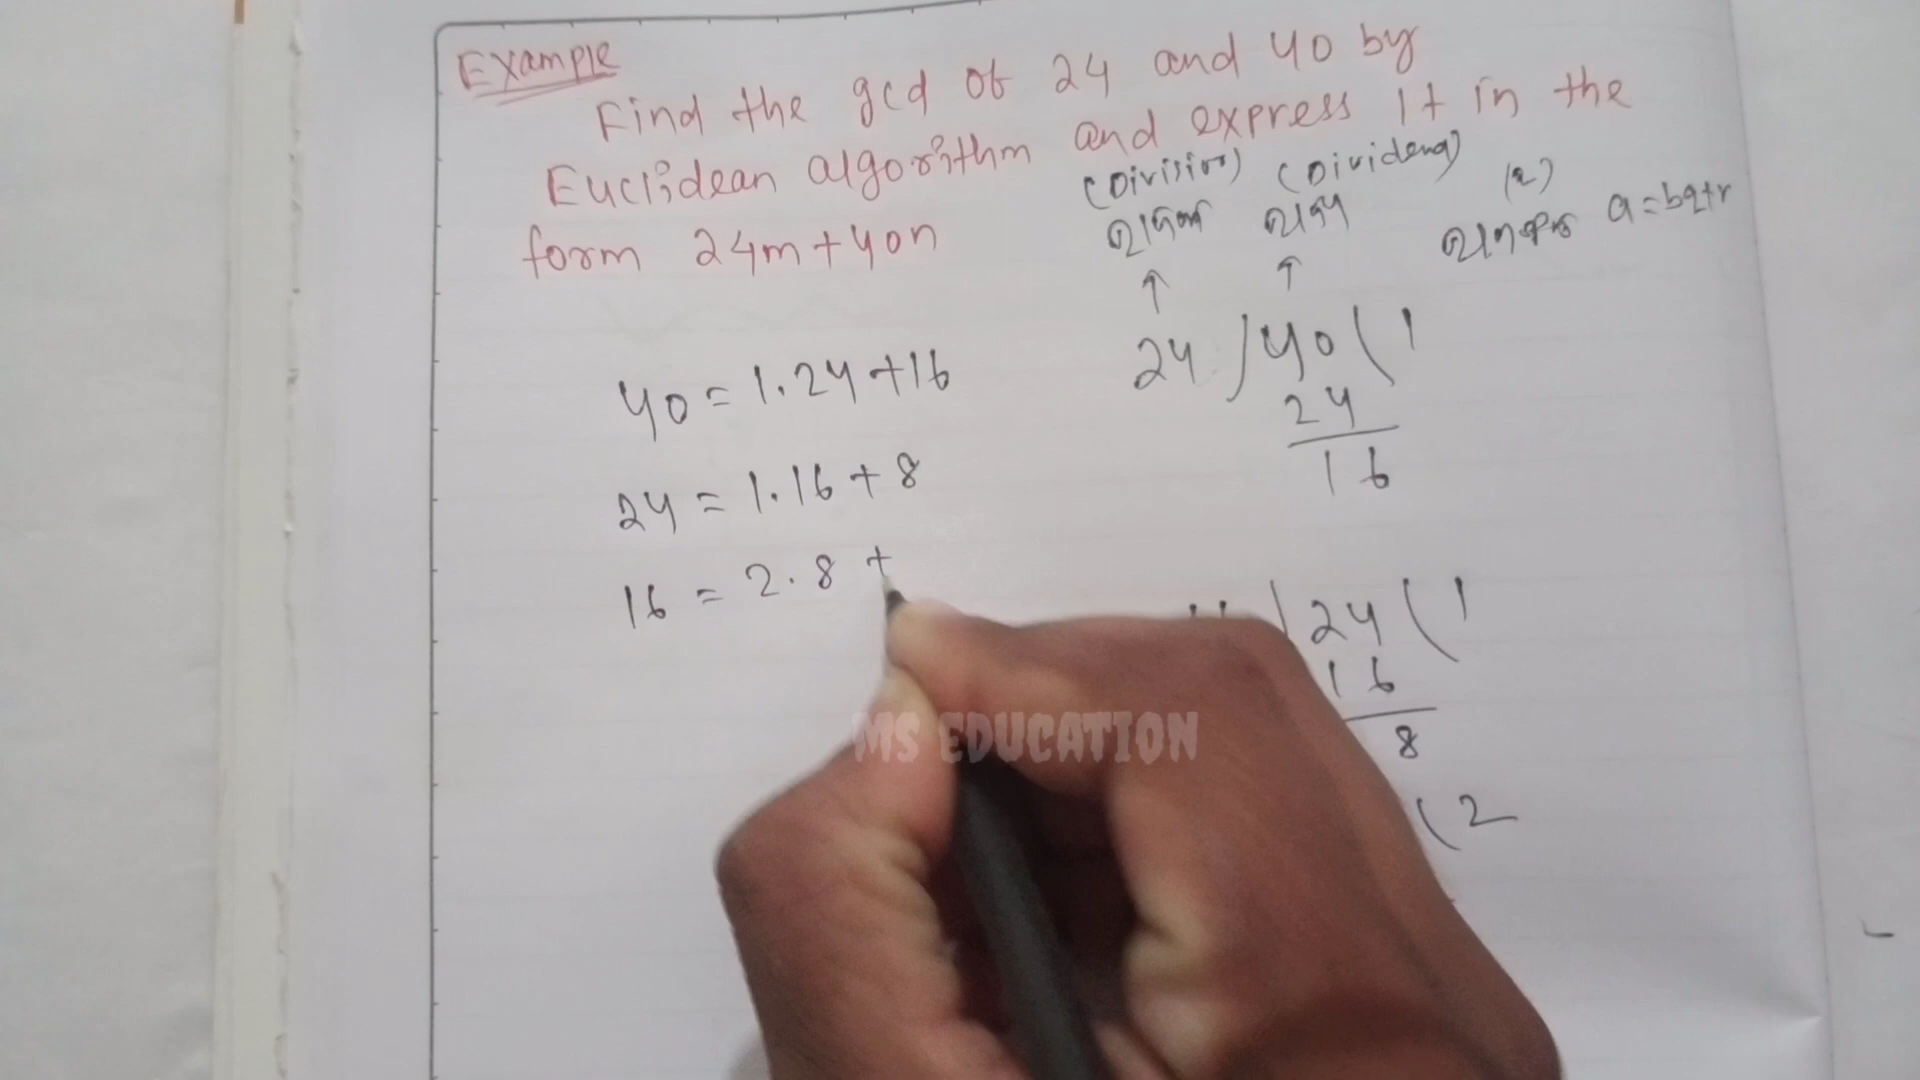 Example
Find the gcd of 24 and 40 by
Euclidean algorithm and express it in the
form 24m+40n
(Divisior) (Dividend) (q)
ભાજક ભાજ્ય a=bq+r
↑ ↑
24 ) 40 ( 1
24
16
40 = 1.24 + 16
24 = 1.16 + 8
16 = 2.8 +
24 ( 1
16
8
( 2
MS EDUCATION